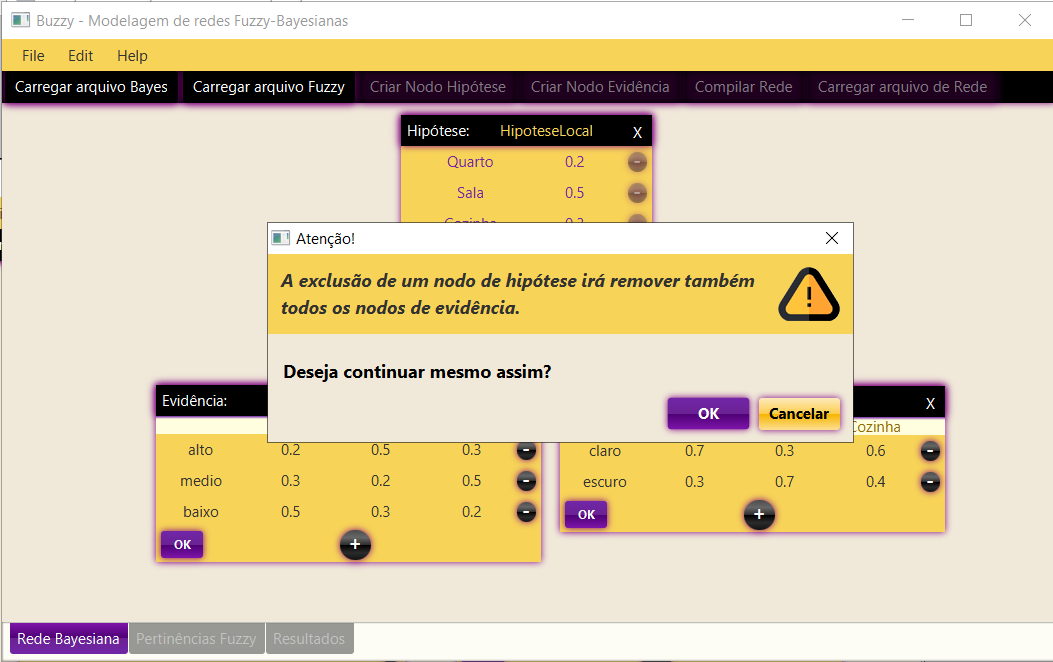 Buzzy - Modelagem de redes Fuzzy-Bayesianas
File Edit Help
Carregar arquivo Bayes Carregar arquivo Fuzzy Criar Nodo Hipótese Criar Nodo Evidência Compilar Rede Carregar arquivo de Rede
Hipótese: HipoteseLocal X
Quarto 0.2 -
Sala 0.5 -
Atenção!
A exclusão de um nodo de hipótese irá remover também
todos os nodos de evidência.
Deseja continuar mesmo assim?
OK Cancelar
Evidência:
alto 0.2 0.5 0.3 -
medio 0.3 0.2 0.5 -
baixo 0.5 0.3 0.2 -
OK +
X
Cozinha
claro 0.7 0.3 0.6 -
escuro 0.3 0.7 0.4 -
OK +
Rede Bayesiana Pertinências Fuzzy Resultados